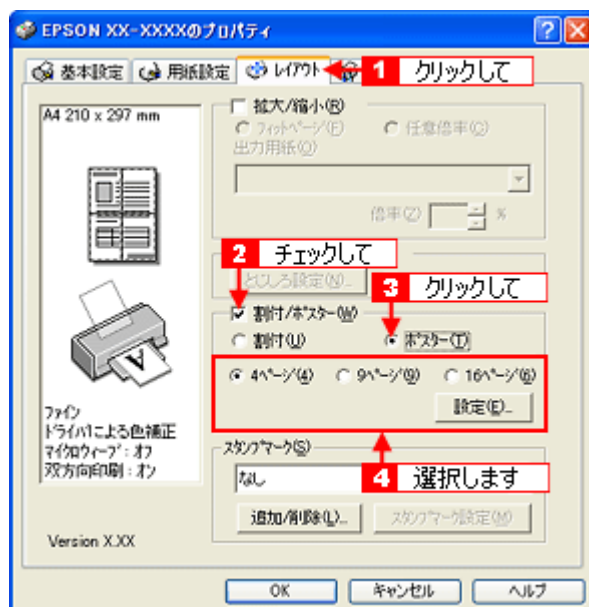 EPSON XX-XXXXのプロパティ
基本設定 用紙設定 レイアウト 1 クリックして
A4 210 x 297 mm
拡大/縮小(R)
フィットページ(F) 任意倍率(C)
出力用紙(O)
倍率(Z) %
2 チェックして
とじしろ設定(N)...
3 クリックして
割付/ポスター(W)
割付(U) ポスター(T)
4ページ(4) 9ページ(9) 16ページ(6)
設定(E)...
ファイン
ドライバによる色補正
マイクロウィーブ：オフ
双方向印刷：オン
スタンプマーク(S)
なし
4 選択します
追加/削除(L)... スタンプマーク設定(M)
Version X.XX
OK キャンセル ヘルプ